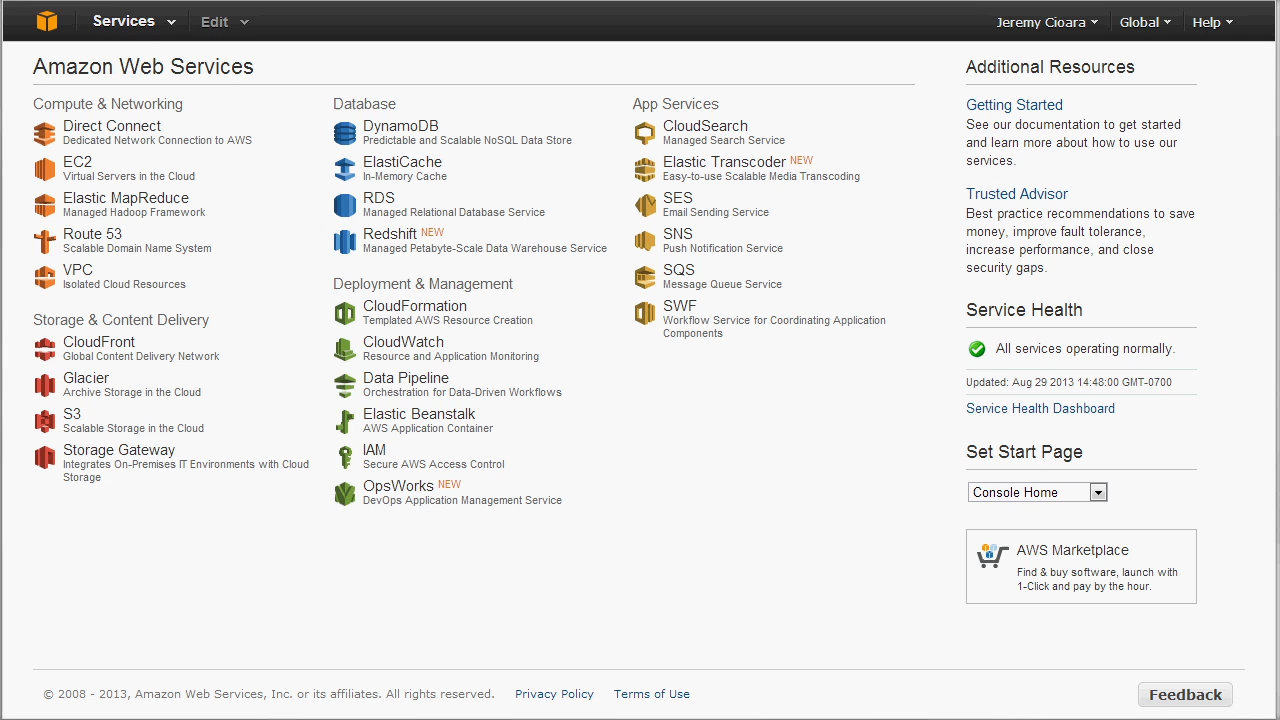 Services
Edit
Jeremy Cioara
Global
Help
Amazon Web Services
Compute & Networking
Direct Connect
Dedicated Network Connection to AWS
EC2
Virtual Servers in the Cloud
Elastic MapReduce
Managed Hadoop Framework
Route 53
Scalable Domain Name System
VPC
Isolated Cloud Resources
Storage & Content Delivery
CloudFront
Global Content Delivery Network
Glacier
Archive Storage in the Cloud
S3
Scalable Storage in the Cloud
Storage Gateway
Integrates On-Premises IT Environments with Cloud
Storage
Database
DynamoDB
Predictable and Scalable NoSQL Data Store
ElastiCache
In-Memory Cache
RDS
Managed Relational Database Service
Redshift NEW
Managed Petabyte-Scale Data Warehouse Service
Deployment & Management
CloudFormation
Templated AWS Resource Creation
CloudWatch
Resource and Application Monitoring
Data Pipeline
Orchestration for Data-Driven Workflows
Elastic Beanstalk
AWS Application Container
IAM
Secure AWS Access Control
OpsWorks NEW
DevOps Application Management Service
App Services
CloudSearch
Managed Search Service
Elastic Transcoder NEW
Easy-to-use Scalable Media Transcoding
SES
Email Sending Service
SNS
Push Notification Service
SQS
Message Queue Service
SWF
Workflow Service for Coordinating Application
Components
Additional Resources
Getting Started
See our documentation to get started
and learn more about how to use our
services.
Trusted Advisor
Best practice recommendations to save
money, improve fault tolerance,
increase performance, and close
security gaps.
Service Health
All services operating normally.
Updated: Aug 29 2013 14:48:00 GMT-0700
Service Health Dashboard
Set Start Page
Console Home
AWS Marketplace
Find & buy software, launch with
1-Click and pay by the hour.
© 2008 - 2013, Amazon Web Services, Inc. or its affiliates. All rights reserved.
Privacy Policy
Terms of Use
Feedback